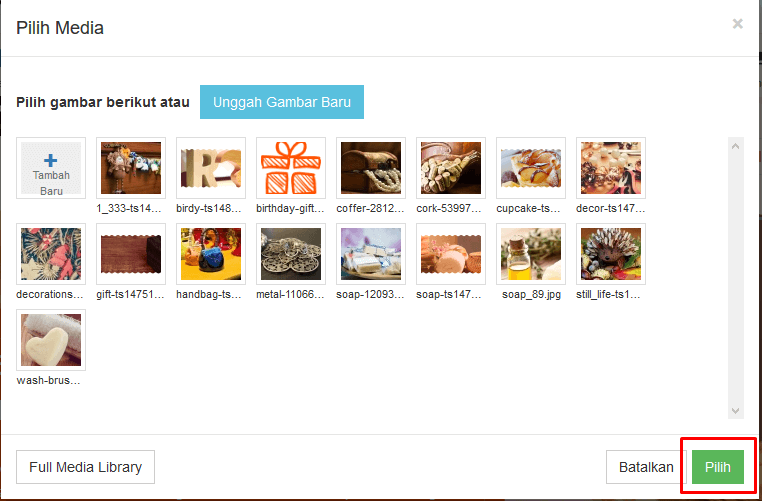 Pilih Media
×
Pilih gambar berikut atau Unggah Gambar Baru
Tambah
Baru
1_333-ts14... birdy-ts148... birthday-gift... coffer-2812... cork-53997... cupcake-ts... decor-ts147...
decorations... gift-ts14751... handbag-ts... metal-11066... soap-12093... soap-ts147... soap_89.jpg still_life-ts1...
wash-brus...
Full Media Library Batalkan Pilih